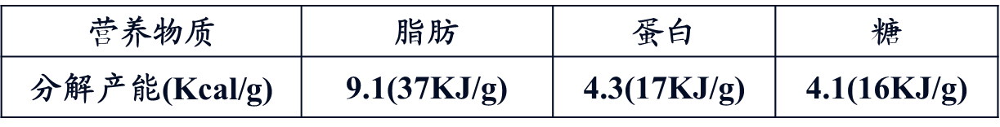 营养物质 脂肪 蛋白 糖
分解产能(Kcal/g) 9.1(37KJ/g) 4.3(17KJ/g) 4.1(16KJ/g)